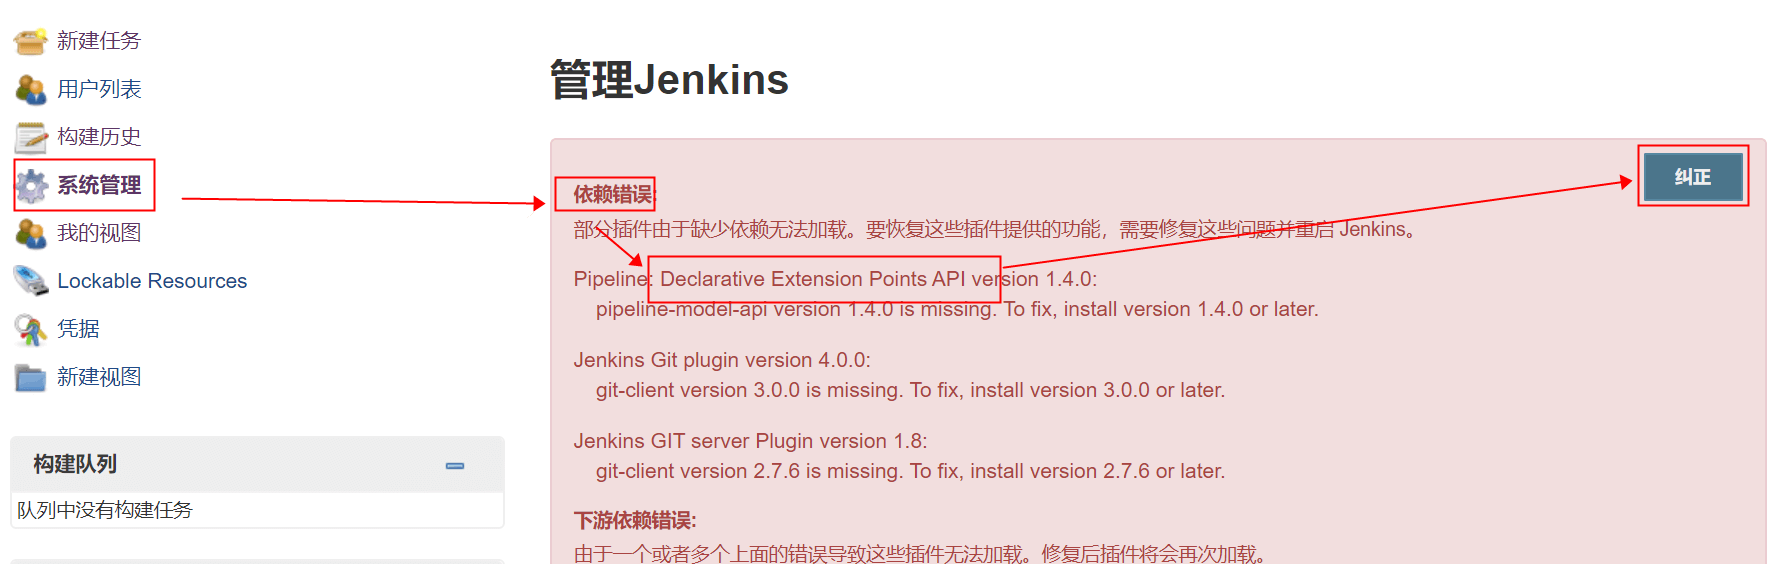 新建任务
用户列表
构建历史
系统管理
我的视图
Lockable Resources
凭据
新建视图
构建队列
队列中没有构建任务
管理Jenkins
纠正
依赖错误:
部分插件由于缺少依赖无法加载。要恢复这些插件提供的功能，需要修复这些问题并重启 Jenkins。
Pipeline: Declarative Extension Points API version 1.4.0:
pipeline-model-api version 1.4.0 is missing. To fix, install version 1.4.0 or later.
Jenkins Git plugin version 4.0.0:
git-client version 3.0.0 is missing. To fix, install version 3.0.0 or later.
Jenkins GIT server Plugin version 1.8:
git-client version 2.7.6 is missing. To fix, install version 2.7.6 or later.
下游依赖错误:
由于一个或者多个上面的错误导致这些插件无法加载。修复后插件将会再次加载。